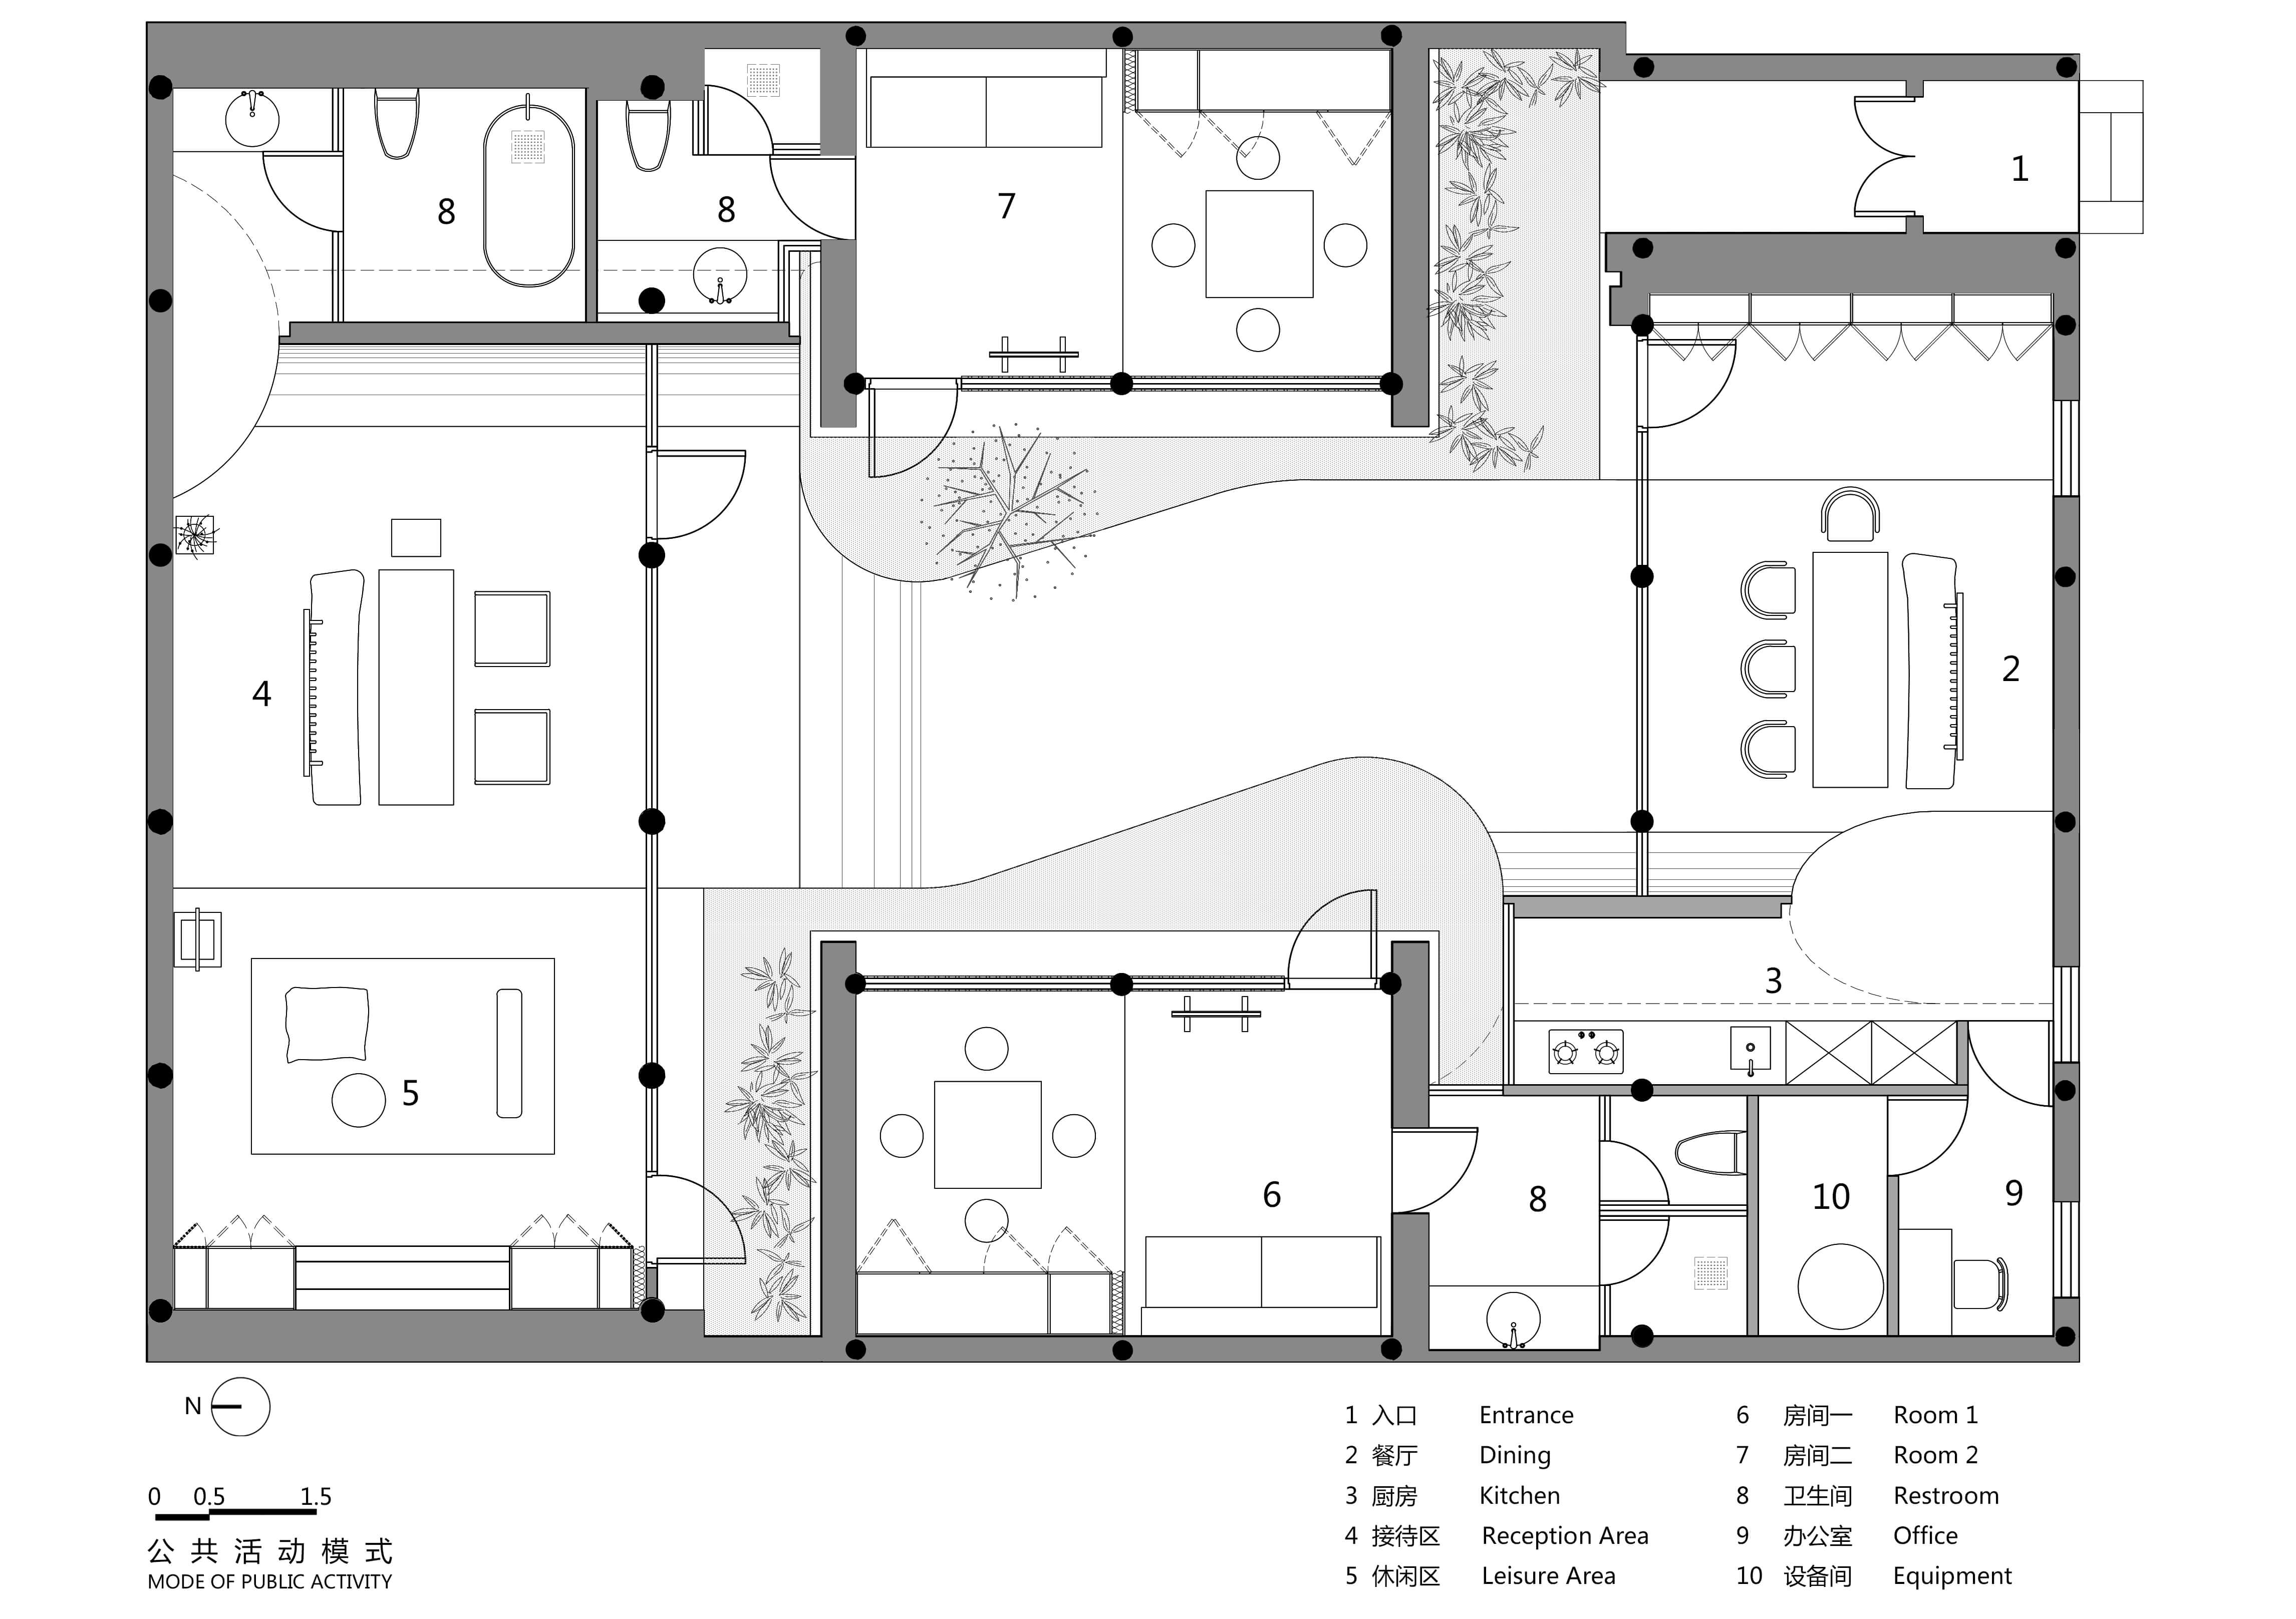 1
8
8
7
2
4
3
5
6
8
10
9
N
0 0.5 1.5
公共活动模式
MODE OF PUBLIC ACTIVITY
1 入口 Entrance
2 餐厅 Dining
3 厨房 Kitchen
4 接待区 Reception Area
5 休闲区 Leisure Area
6 房间一 Room 1
7 房间二 Room 2
8 卫生间 Restroom
9 办公室 Office
10 设备间 Equipment